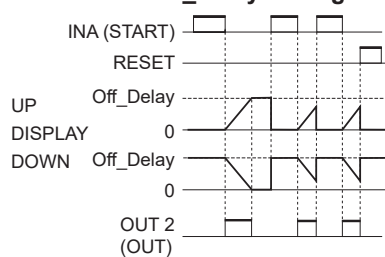 INA (START)
RESET
UP Off_Delay
DISPLAY 0
DOWN Off_Delay
0
OUT 2
(OUT)